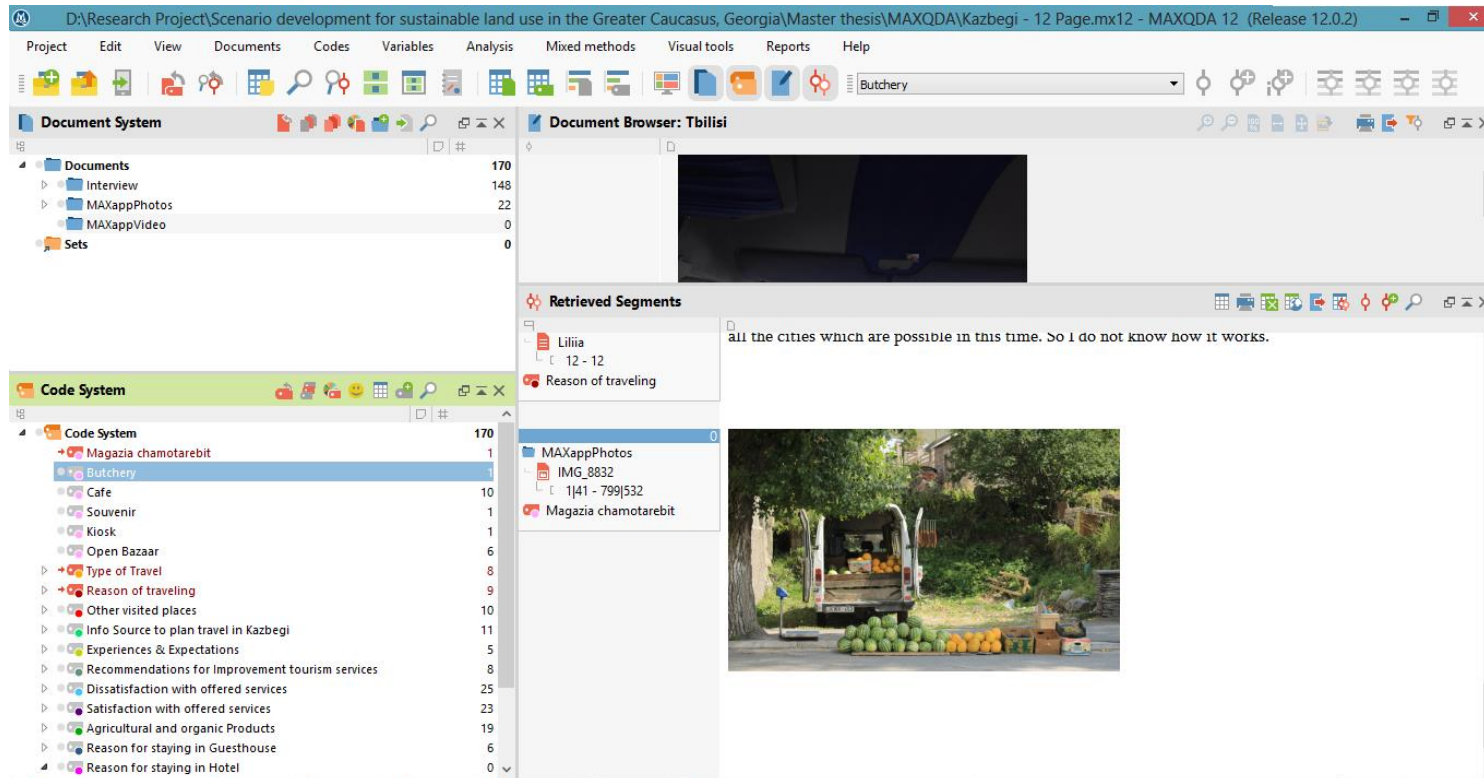 D:\Research Project\Scenario development for sustainable land use in the Greater Caucasus, Georgia\Master thesis\MAXQDA\Kazbegi - 12 Page.mx12 - MAXQDA 12 (Release 12.0.2)
Project Edit View Documents Codes Variables Analysis Mixed methods Visual tools Reports Help
Butchery
Document System
#
Documents 170
Interview 148
MAXappPhotos 22
MAXappVideo 0
Sets 0
Code System
#
Code System 170
Magazia chamotarebit 1
Butchery 1
Cafe 10
Souvenir 1
Kiosk 1
Open Bazaar 6
Type of Travel 8
Reason of traveling 9
Other visited places 10
Info Source to plan travel in Kazbegi 11
Experiences & Expectations 5
Recommendations for Improvement tourism services 8
Dissatisfaction with offered services 25
Satisfaction with offered services 23
Agricultural and organic Products 19
Reason for staying in Guesthouse 6
Reason for staying in Hotel 0
Document Browser: Tbilisi
Retrieved Segments
Liliia
12 - 12
Reason of traveling
all the cities which are possible in this time. So I do not know how it works.
0
MAXappPhotos
IMG_8832
1|41 - 799|532
Magazia chamotarebit